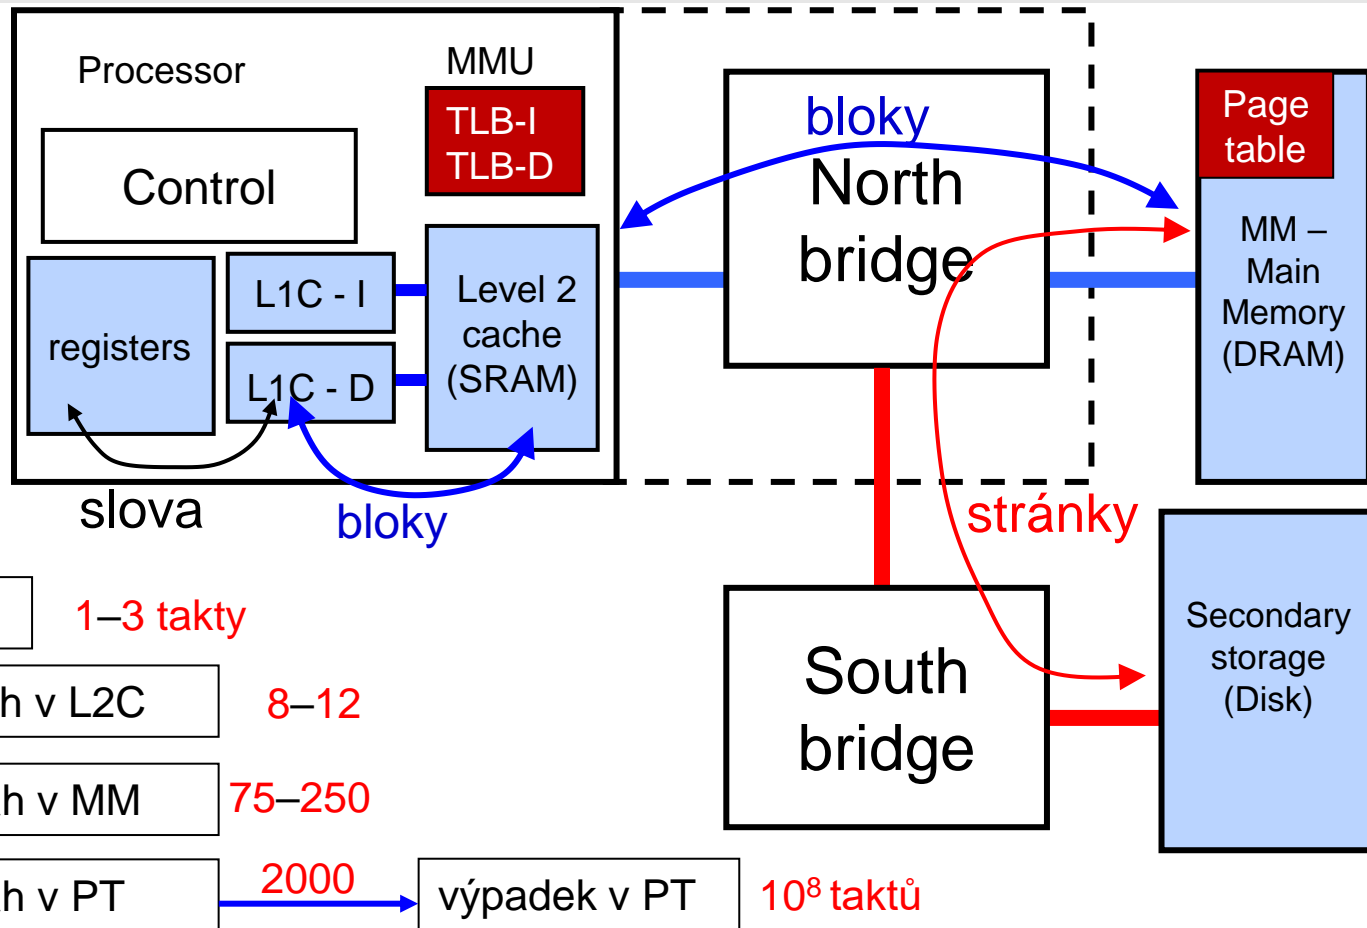 Processor
MMU
TLB-I
TLB-D
Control
registers
L1C - I
L1C - D
Level 2
cache
(SRAM)
slova
bloky
bloky
North
bridge
Page
table
MM –
Main
Memory
(DRAM)
stránky
South
bridge
Secondary
storage
(Disk)
1–3 takty
h v L2C
8–12
h v MM
75–250
h v PT
2000
výpadek v PT
10⁸ taktů